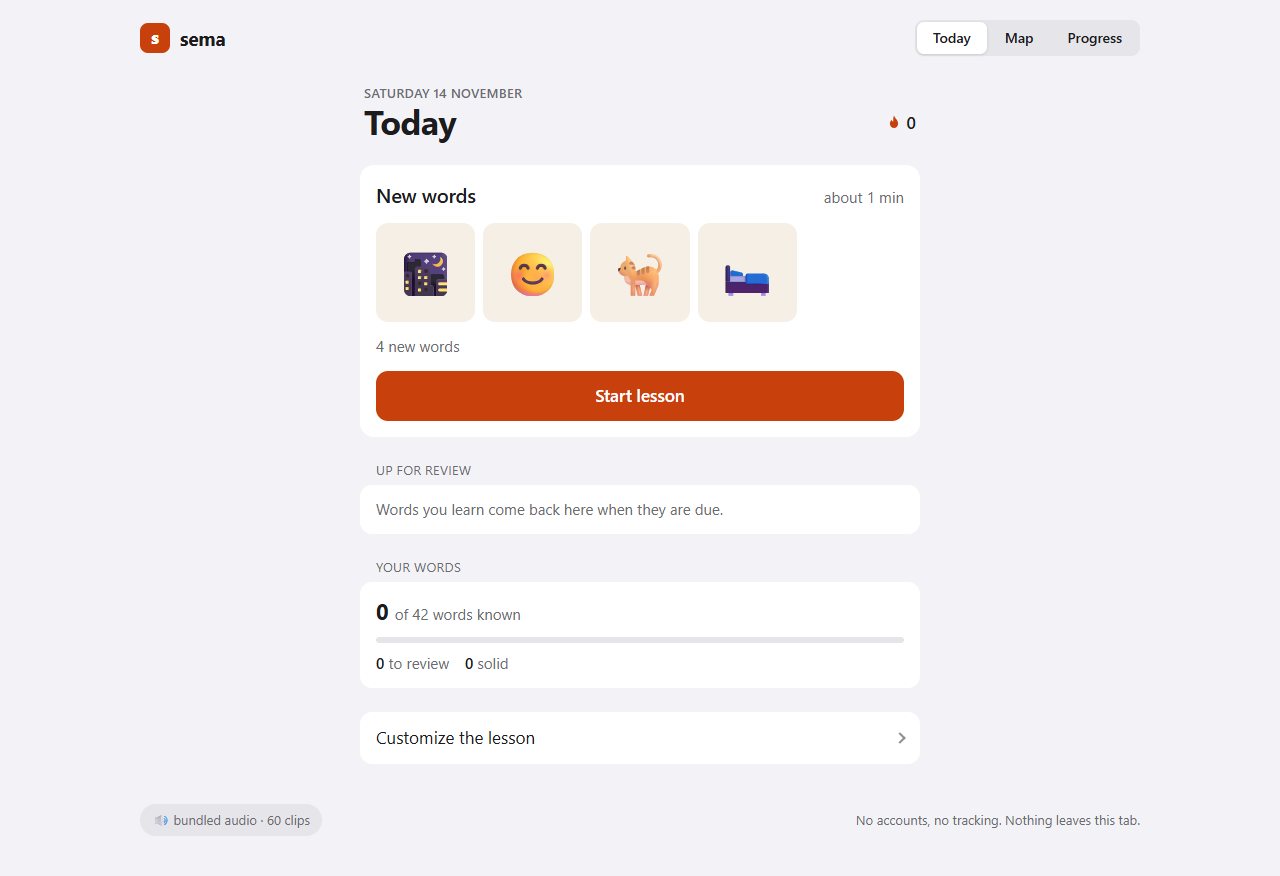 s sema
Today Map Progress
SATURDAY 14 NOVEMBER
Today
0
New words
about 1 min
4 new words
Start lesson
UP FOR REVIEW
Words you learn come back here when they are due.
YOUR WORDS
0 of 42 words known
0 to review 0 solid
Customize the lesson
bundled audio · 60 clips
No accounts, no tracking. Nothing leaves this tab.